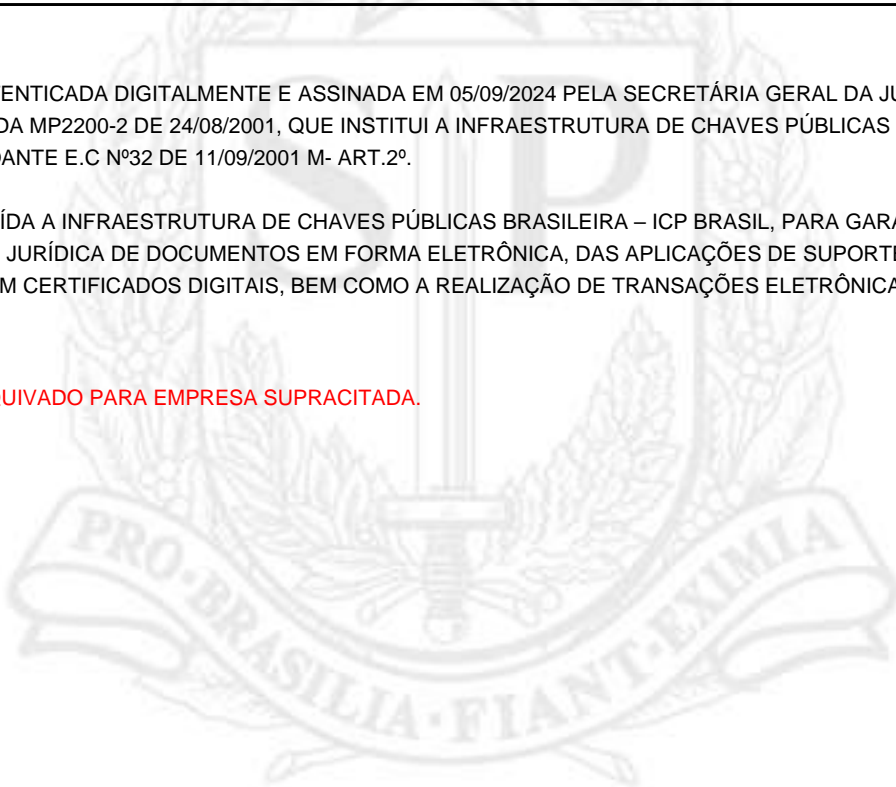 ENTICADA DIGITALMENTE E ASSINADA EM 05/09/2024 PELA SECRETÁRIA GERAL DA JU
DA MP2200-2 DE 24/08/2001, QUE INSTITUI A INFRAESTRUTURA DE CHAVES PÚBLICAS
DANTE E.C Nº32 DE 11/09/2001 M- ART.2º.
ÍDA A INFRAESTRUTURA DE CHAVES PÚBLICAS BRASILEIRA – ICP BRASIL, PARA GARA
JURÍDICA DE DOCUMENTOS EM FORMA ELETRÔNICA, DAS APLICAÇÕES DE SUPORTE
M CERTIFICADOS DIGITAIS, BEM COMO A REALIZAÇÃO DE TRANSAÇÕES ELETRÔNICA
QUIVADO PARA EMPRESA SUPRACITADA.
SP
PRO·BRASILIA·FIANT·EXIMIA